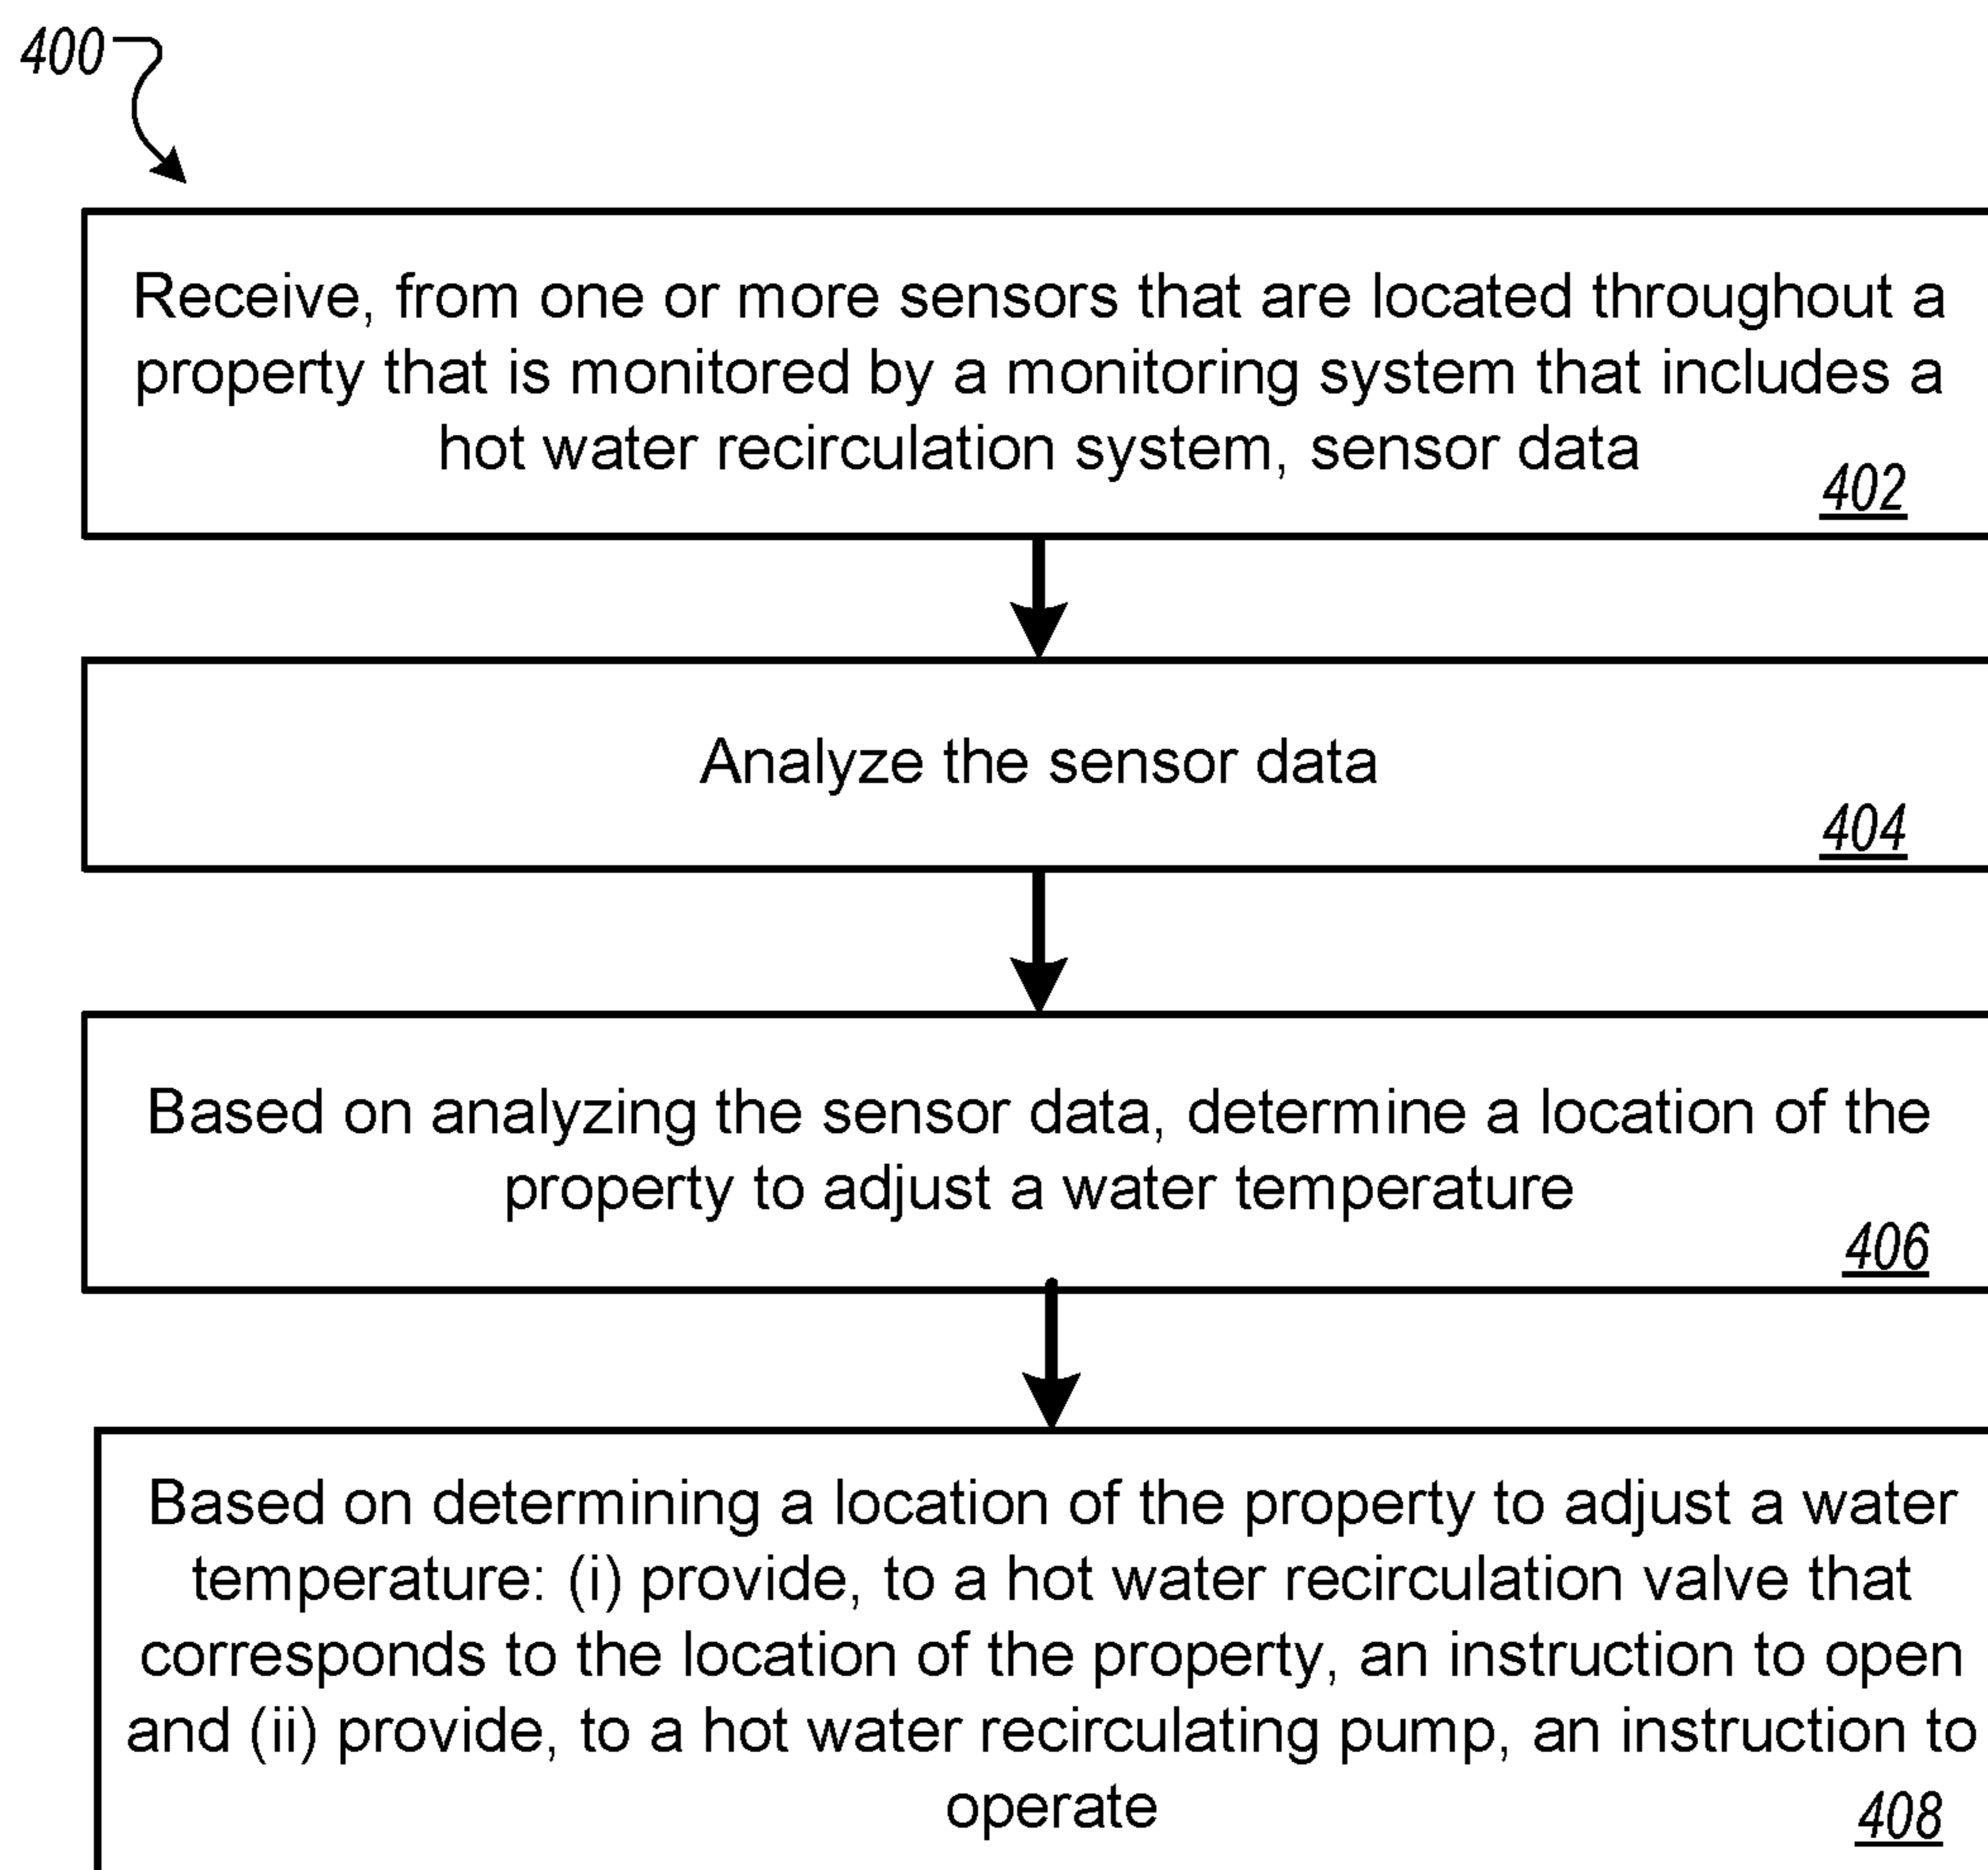 400
Receive, from one or more sensors that are located throughout a
property that is monitored by a monitoring system that includes a
hot water recirculation system, sensor data
402
Analyze the sensor data
404
Based on analyzing the sensor data, determine a location of the
property to adjust a water temperature
406
Based on determining a location of the property to adjust a water
temperature: (i) provide, to a hot water recirculation valve that
corresponds to the location of the property, an instruction to open
and (ii) provide, to a hot water recirculating pump, an instruction to
operate
408